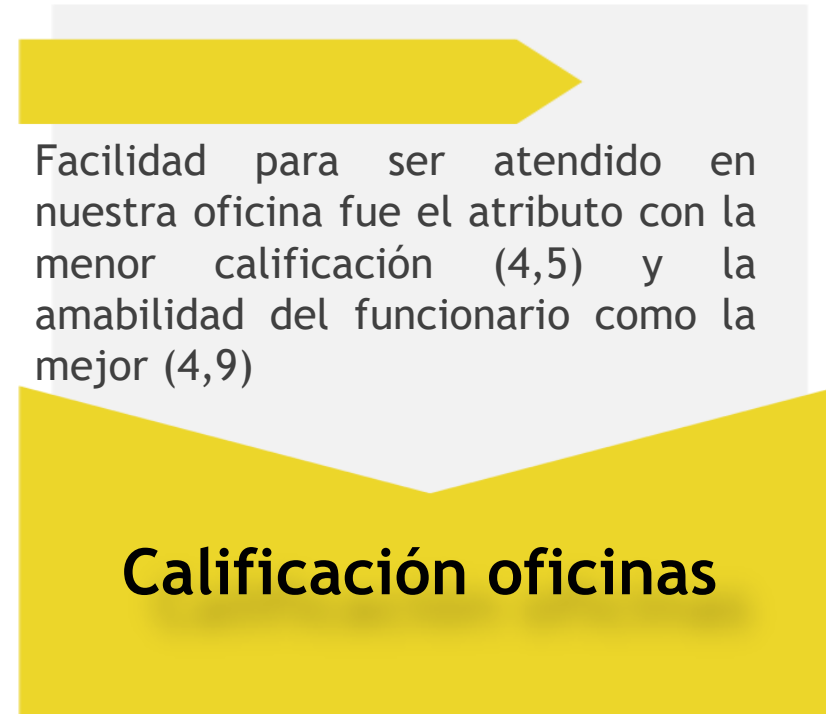 Facilidad para ser atendido en
nuestra oficina fue el atributo con la
menor calificación (4,5) y la
amabilidad del funcionario como la
mejor (4,9)
Calificación oficinas